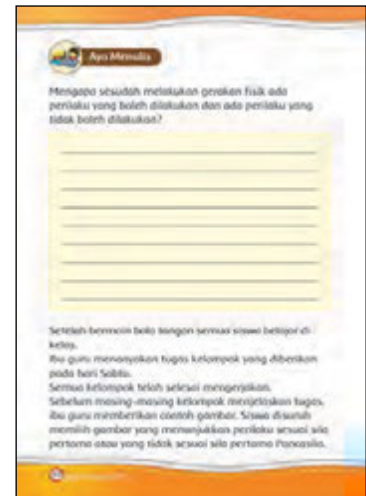 Ayo Menulis
Mengapa sesudah melakukan gerakan fisik ada
perilaku yang boleh dilakukan dan ada perilaku yang
tidak boleh dilakukan?
Setelah bermain bola tangan semua siswa belajar di
kelas.
Ibu guru menanyakan tugas kelompok yang diberikan
pada hari Sabtu.
Semua kelompok telah selesai mengerjakan.
Sebelum masing-masing kelompok menjelaskan tugas,
ibu guru memberikan contoh gambar. Siswa disuruh
memilih gambar yang menunjukkan perilaku sesuai sila
pertama atau yang tidak sesuai sila pertama Pancasila.